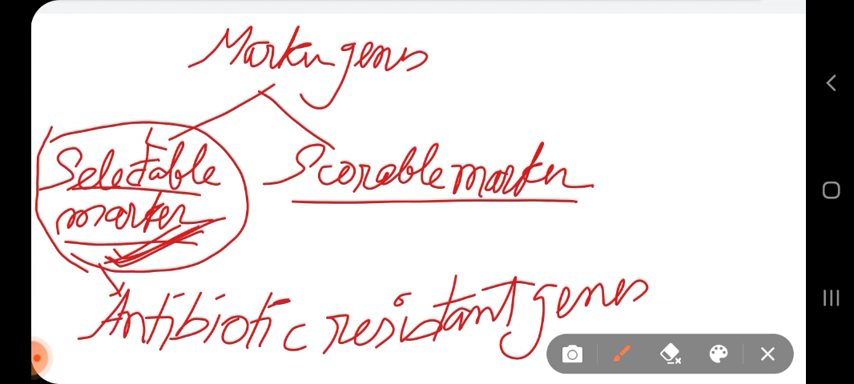 Marker genes
Selectable
marker
Scorable marker
Antibiotic resistant genes